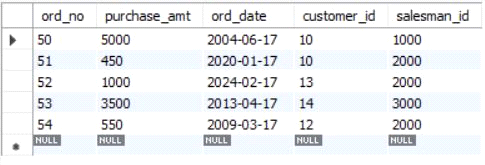 ord_no purchase_amt ord_date customer_id salesman_id
50 5000 2004-06-17 10 1000
51 450 2020-01-17 10 2000
52 1000 2024-02-17 13 2000
53 3500 2013-04-17 14 3000
54 550 2009-03-17 12 2000
NULL NULL NULL NULL NULL